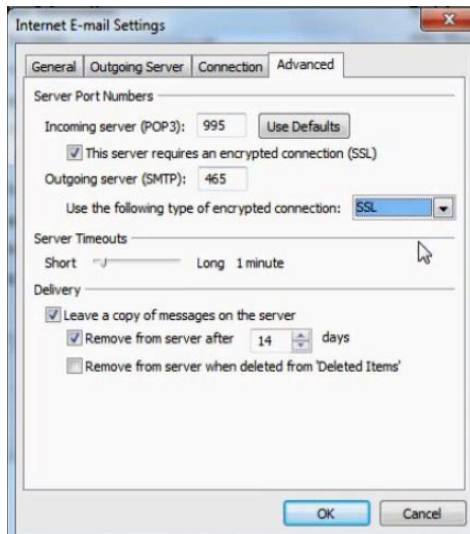 Internet E-mail Settings
General Outgoing Server Connection Advanced
Server Port Numbers
Incoming server (POP3): 995 Use Defaults
This server requires an encrypted connection (SSL)
Outgoing server (SMTP): 465
Use the following type of encrypted connection: SSL
Server Timeouts
Short Long 1 minute
Delivery
Leave a copy of messages on the server
Remove from server after 14 days
Remove from server when deleted from 'Deleted Items'
OK Cancel